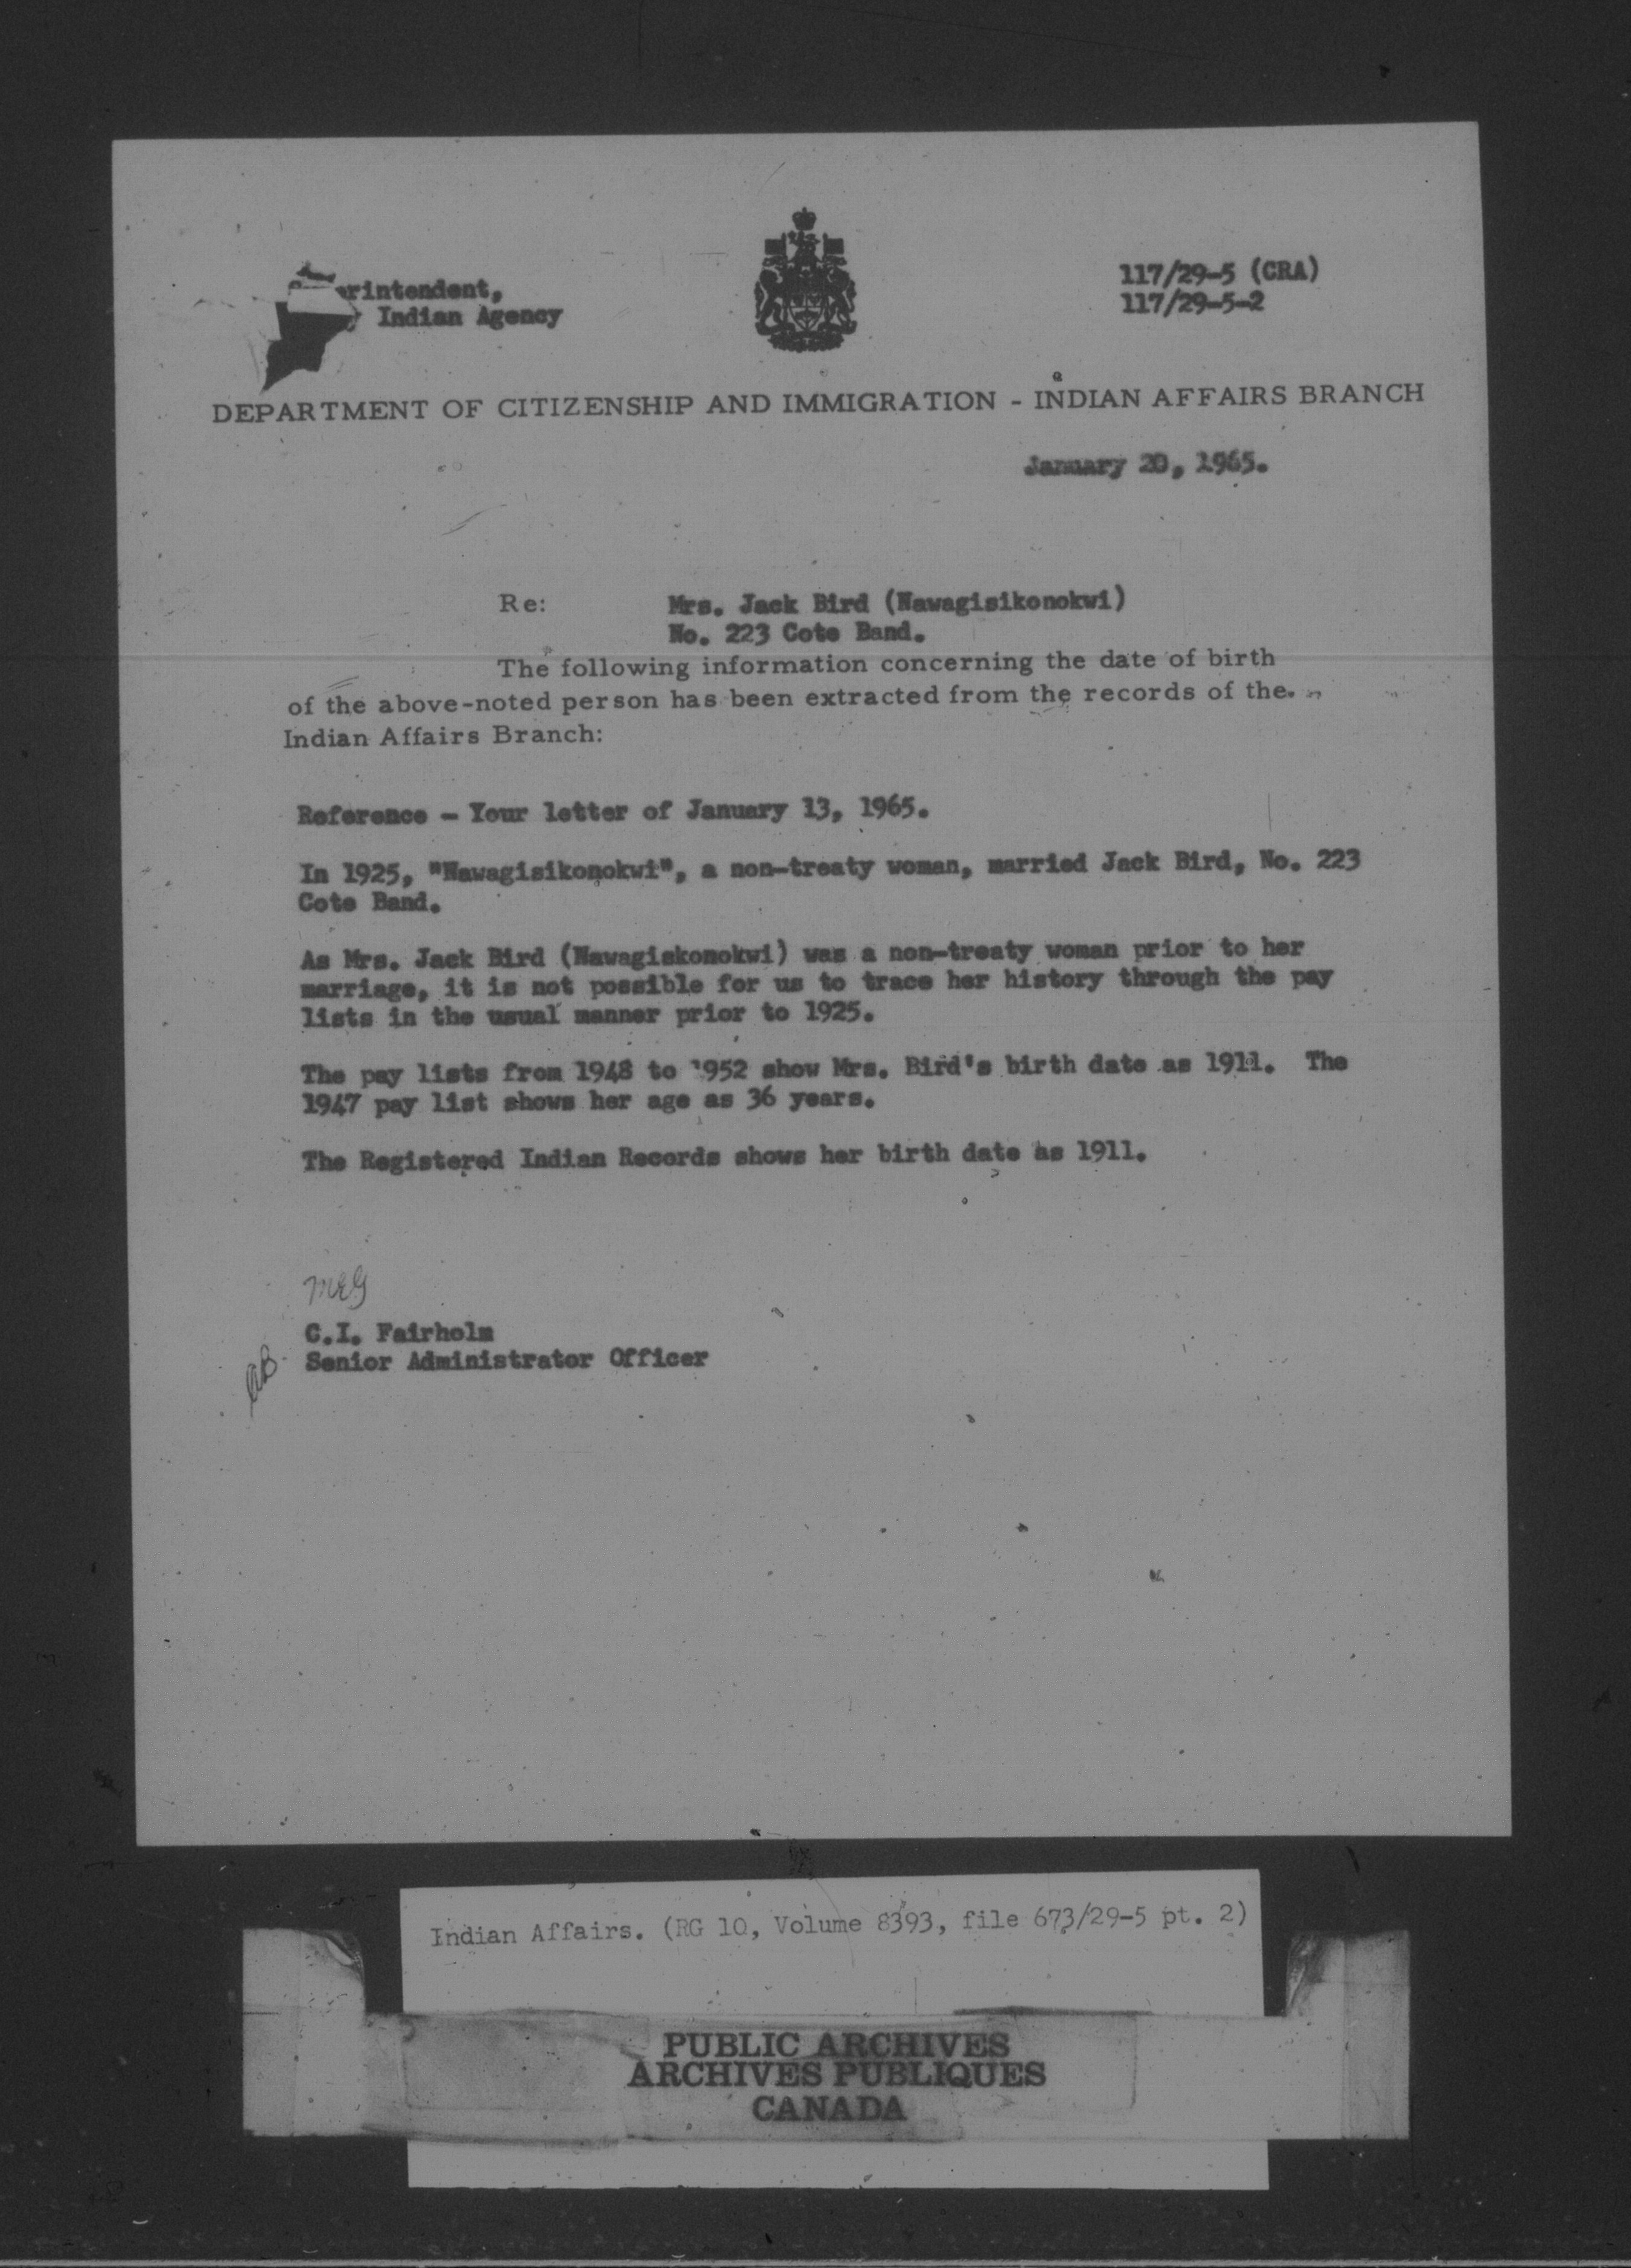 Indian Agency
117/29-5 (CRA)
117/29-5-2
DEPARTMENT OF CITIZENSHIP AND IMMIGRATION - INDIAN AFFAIRS BRANCH
January 20, 1965.
Re: Mrs. Jack Bird (Nawagisikonokwi)
No. 223 Cote Band.
The following information concerning the date of birth
of the above-noted person has been extracted from the records of the
Indian Affairs Branch:
Reference - Your letter of January 13, 1965.
In 1925, "Nawagisikonokwi", a non-treaty woman, married Jack Bird, No. 223
Cote Band.
As Mrs. Jack Bird (Nawagiskonokwi) was a non-treaty woman prior to her
marriage, it is not possible for us to trace her history through the pay
lists in the usual manner prior to 1925.
The pay lists from 1948 to 1952 show Mrs. Bird's birth date as 1911. The
1947 pay list shows her age as 36 years.
The Registered Indian Records shows her birth date as 1911.
C.I. Fairholm
Senior Administrator Officer
Indian Affairs. (RG 10, Volume 8393, file 673/29-5 pt. 2)
PUBLIC ARCHIVES
ARCHIVES PUBLIQUES
CANADA